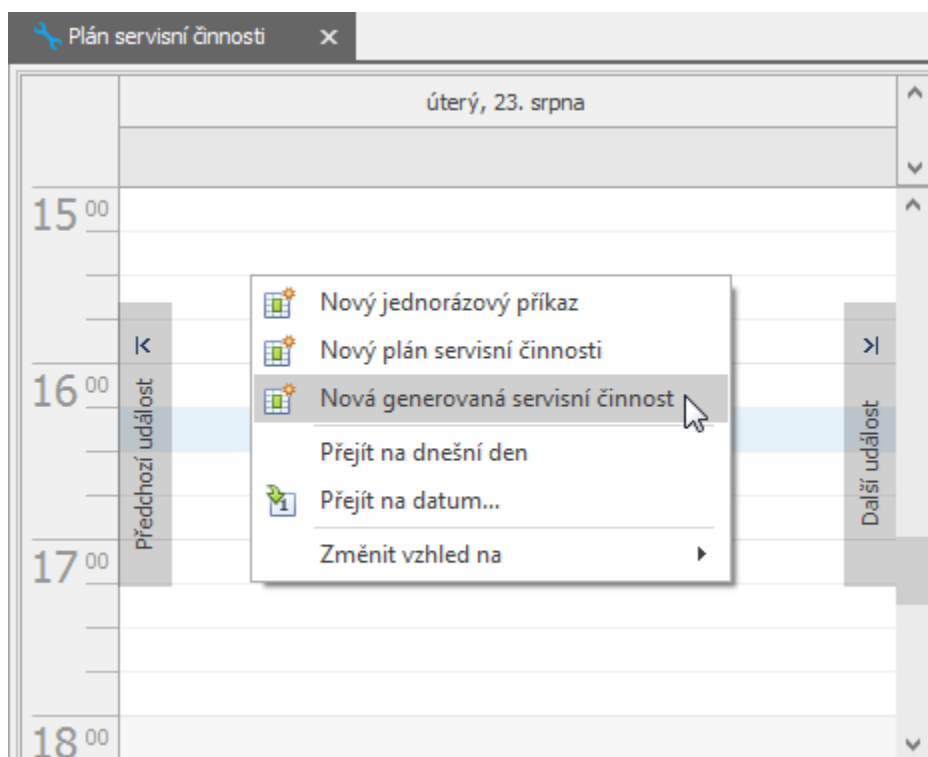 Plán servisní činnosti
úterý, 23. srpna
15 00
Nový jednorázový příkaz
Nový plán servisní činnosti
16 00
Nová generovaná servisní činnost
Přejít na dnešní den
Předchozí událost
Další událost
1
Přejít na datum...
Změnit vzhled na
17 00
18 00